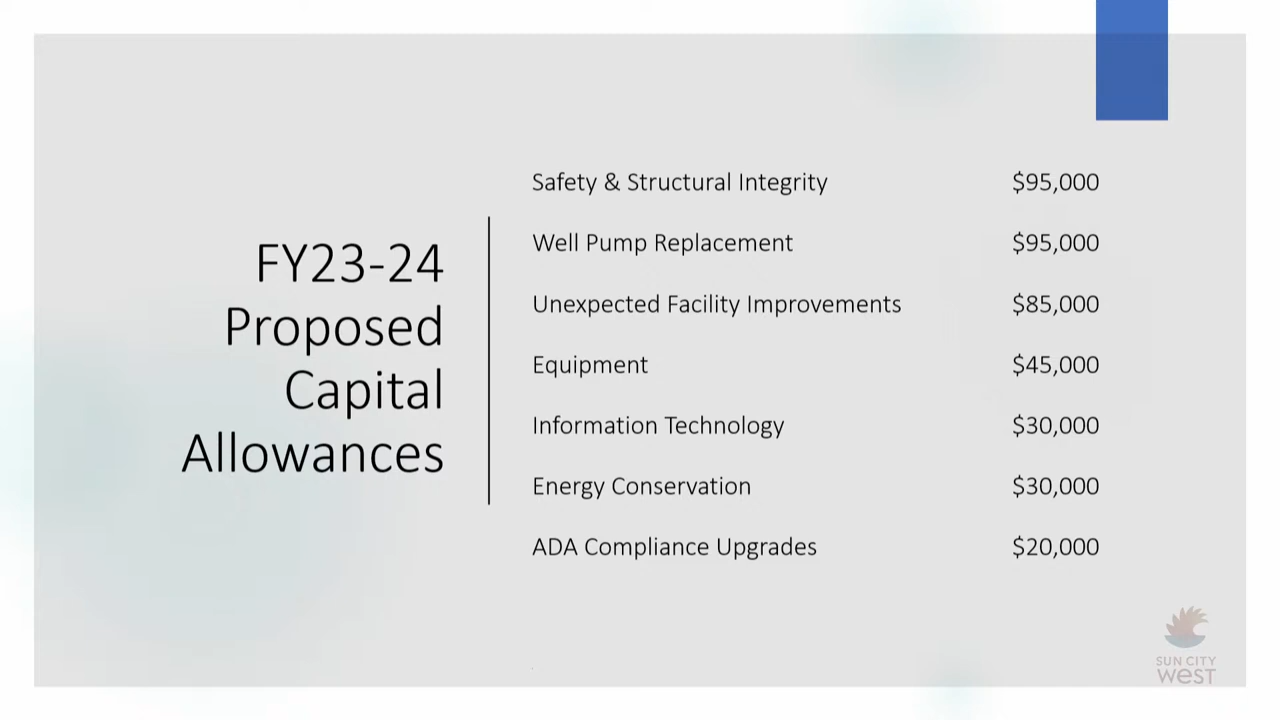 FY23-24
Proposed
Capital
Allowances
Safety & Structural Integrity $95,000
Well Pump Replacement $95,000
Unexpected Facility Improvements $85,000
Equipment $45,000
Information Technology $30,000
Energy Conservation $30,000
ADA Compliance Upgrades $20,000
SUN CITY
west